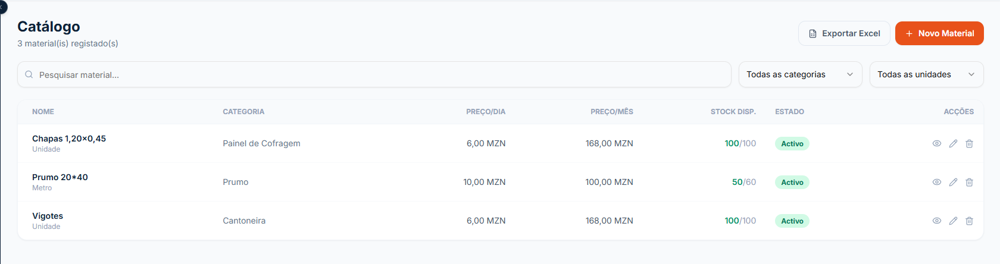 Catálogo
3 material(is) registado(s)
Exportar Excel
+ Novo Material
Pesquisar material...
Todas as categorias
Todas as unidades
NOME CATEGORIA PREÇO/DIA PREÇO/MÊS STOCK DISP. ESTADO ACÇÕES
Chapas 1,20×0,45
Unidade
Painel de Cofragem 6,00 MZN 168,00 MZN 100/100 Activo
Prumo 20*40
Metro
Prumo 10,00 MZN 100,00 MZN 50/60 Activo
Vigotes
Unidade
Cantoneira 6,00 MZN 168,00 MZN 100/100 Activo